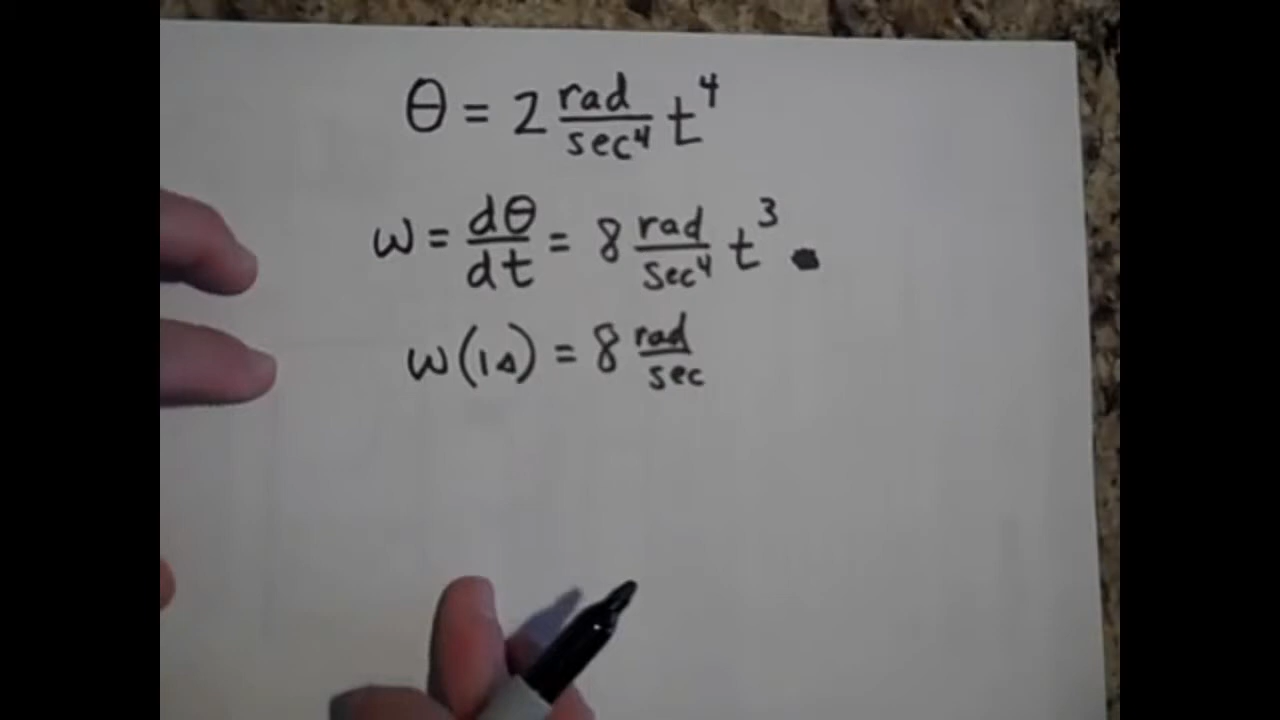 θ = 2 rad/sec⁴ t⁴
ω = dθ/dt = 8 rad/sec⁴ t³
ω(1s) = 8 rad/sec